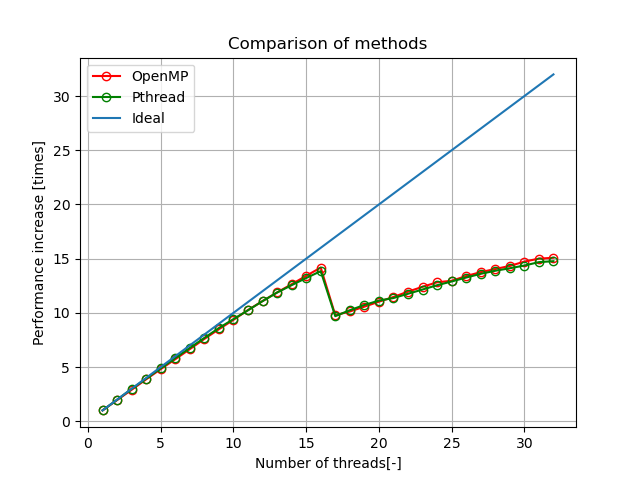 Comparison of methods
OpenMP
Pthread
Ideal
Performance increase [times]
30
25
20
15
10
5
0
0 5 10 15 20 25 30
Number of threads[-]